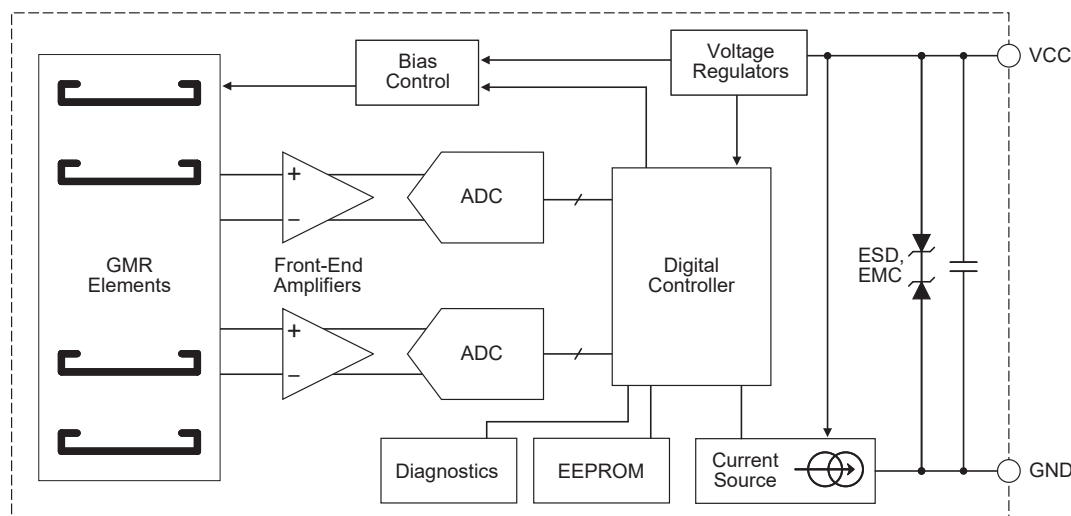 Bias
Control
Voltage
Regulators
VCC
+
−
ADC
GMR
Elements
Front-End
Amplifiers
Digital
Controller
ESD,
EMC
+
−
ADC
Diagnostics
EEPROM
Current
Source
GND